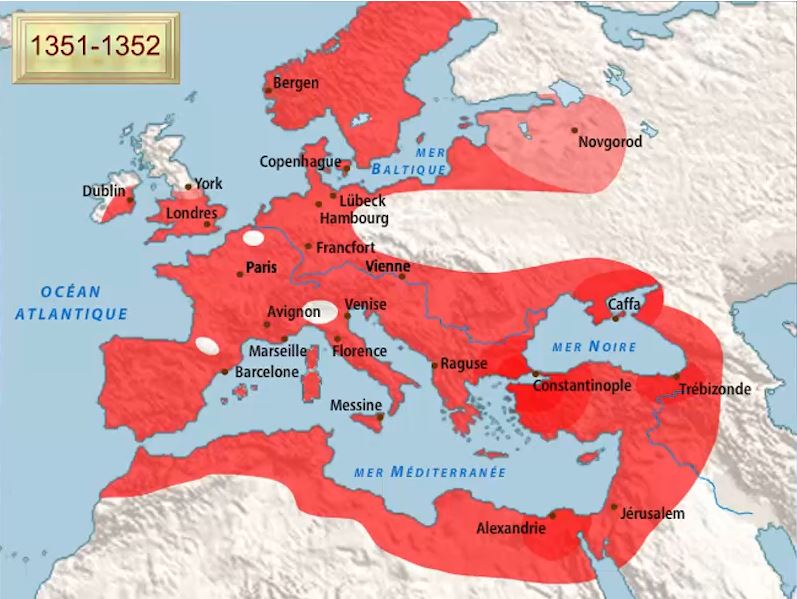 1351-1352
Bergen
Novgorod
MER
BALTIQUE
Copenhague
Dublin
York
Lübeck
Londres
Hambourg
Francfort
Paris
Vienne
OCÉAN
ATLANTIQUE
Caffa
Avignon
Venise
MER NOIRE
Marseille
Florence
Raguse
Barcelone
Constantinople
Trébizonde
Messine
MER MÉDITERRANÉE
Jérusalem
Alexandrie